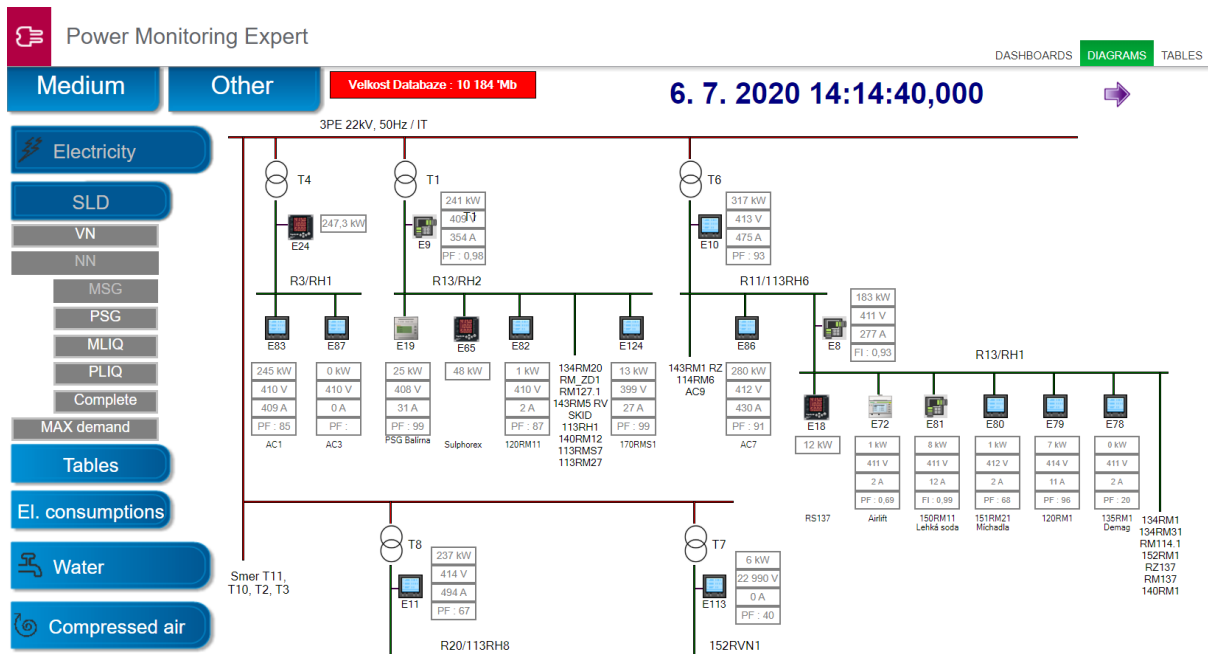 Power Monitoring Expert
DASHBOARDS DIAGRAMS TABLES
Medium
Other
Velkost Databaze : 10 184 'Mb
6. 7. 2020 14:14:40,000
Electricity
SLD
VN
NN
MSG
PSG
MLIQ
PLIQ
Complete
MAX demand
Tables
El. consumptions
Water
Compressed air
3PE 22kV, 50Hz / IT
T4
247,3 kW
E24
R3/RH1
E83
245 kW
410 V
409 A
PF : 85
AC1
E87
0 kW
410 V
0 A
PF :
AC3
T1
241 kW
409 V
T1
354 A
PF : 0,98
E9
R13/RH2
E19
25 kW
408 V
31 A
PF : 99
PSG Balírna
E65
48 kW
Sulphorex
E82
1 kW
410 V
2 A
PF : 87
120RM11
134RM20
RM_ZD1
RM127.1
143RM5 RV
SKID
113RH1
140RM12
113RMS7
113RM27
E124
13 kW
399 V
27 A
PF : 99
170RMS1
T6
317 kW
413 V
475 A
PF : 93
E10
R11/113RH6
143RM1 RZ
114RM6
AC9
E86
280 kW
412 V
430 A
PF : 91
AC7
183 kW
411 V
277 A
FI : 0,93
E8
R13/RH1
E18
12 kW
RS137
E72
1 kW
411 V
2 A
PF : 0,69
Airlift
E81
8 kW
411 V
12 A
FI : 0,99
150RM11
Lehká soda
E80
1 kW
412 V
2 A
PF : 68
151RM21
Míchadla
E79
7 kW
414 V
11 A
PF : 96
120RM1
E78
0 kW
411 V
2 A
PF : 20
135RM1
Demag
134RM1
134RM31
RM114.1
152RM1
RZ137
RM137
140RM1
Smer T11,
T10, T2, T3
T8
237 kW
414 V
494 A
PF : 67
E11
R20/113RH8
T7
6 kW
22 990 V
0 A
PF : 40
E113
152RVN1